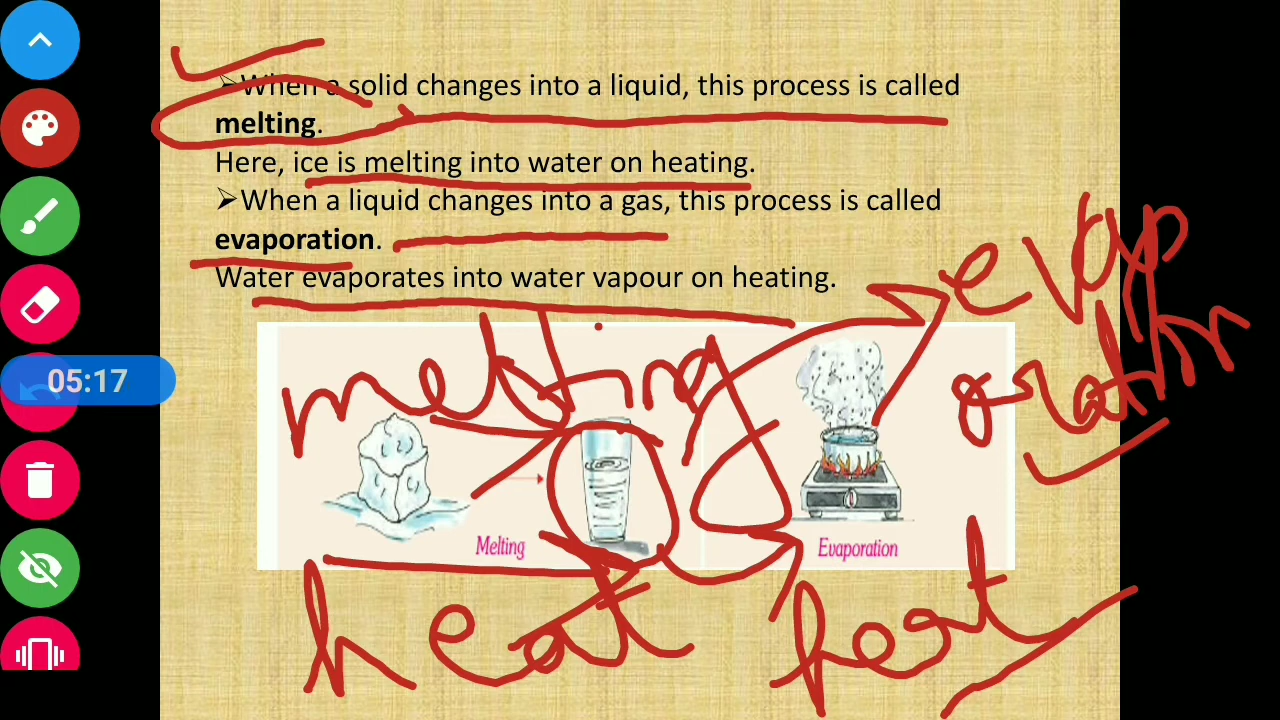 ➢When a solid changes into a liquid, this process is called
melting.
Here, ice is melting into water on heating.
➢When a liquid changes into a gas, this process is called
evaporation.
Water evaporates into water vapour on heating.
05:17
melting
evap
oration
Melting
Evaporation
heat
heat